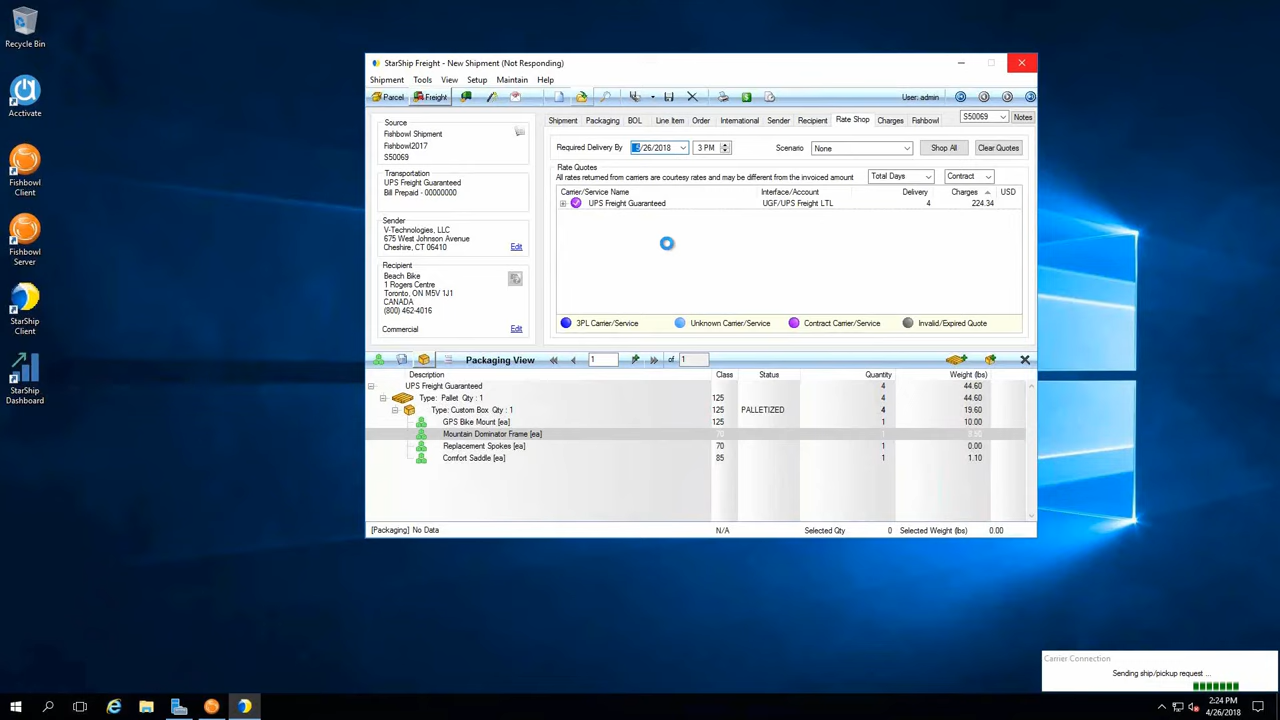 Recycle Bin
Acctivate
Fishbowl
Client
Fishbowl
Server
StarShip
Client
StarShip
Dashboard
StarShip Freight - New Shipment (Not Responding)
Shipment Tools View Setup Maintain Help
Parcel Freight User: admin
Source
Fishbowl Shipment
Fishbowl2017
S50069
Transportation
UPS Freight Guaranteed
Bill Prepaid - 00000000
Sender
V-Technologies, LLC
675 West Johnson Avenue
Cheshire, CT 06410 Edit
Recipient
Beach Bike
1 Rogers Centre
Toronto, ON M5V 1J1
CANADA
(800) 462-4016
Commercial Edit
Shipment Packaging BOL Line Item Order International Sender Recipient Rate Shop Charges Fishbowl S50069 Notes
Required Delivery By /26/2018 3 PM Scenario None Shop All Clear Quotes
Rate Quotes
All rates returned from carriers are courtesy rates and may be different from the invoiced amount Total Days Contract
Carrier/Service Name Interface/Account Delivery Charges USD
UPS Freight Guaranteed UGF/UPS Freight LTL 4 224.34
3PL Carrier/Service Unknown Carrier/Service Contract Carrier/Service Invalid/Expired Quote
Packaging View 1 of 1
Description Class Status Quantity Weight (lbs)
UPS Freight Guaranteed 4 44.60
Type: Pallet Qty : 1 125 4 44.60
Type: Custom Box Qty : 1 125 PALLETIZED 4 19.60
GPS Bike Mount [ea] 125 1 10.00
Mountain Dominator Frame [ea] 70
Replacement Spokes [ea] 70 1 0.00
Comfort Saddle [ea] 85 1 1.10
[Packaging] No Data N/A Selected Qty 0 Selected Weight (lbs) 0.00
Carrier Connection
Sending ship/pickup request ...
2:24 PM
4/26/2018